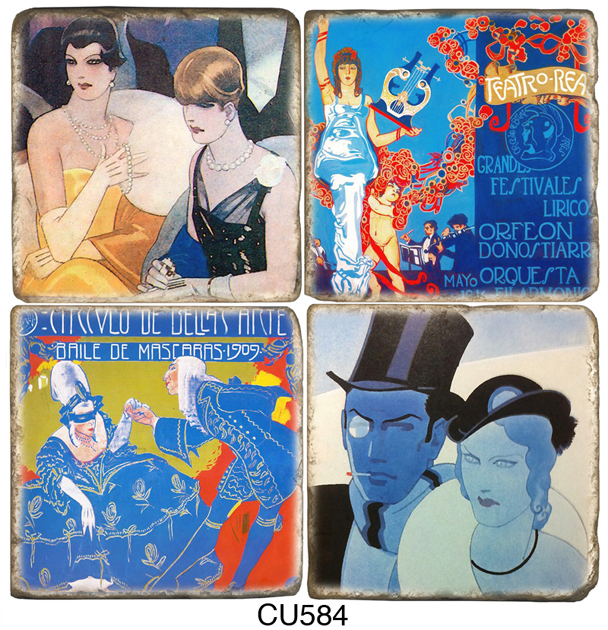 TEATRO-REA
GRANDES
FESTIVALES
LIRICO
ORFEON
DONOSTIARR
MAYO ORQUESTA
CIRCULO DE BELLAS ARTE
BAILE DE MASCARAS-1909-
CU584